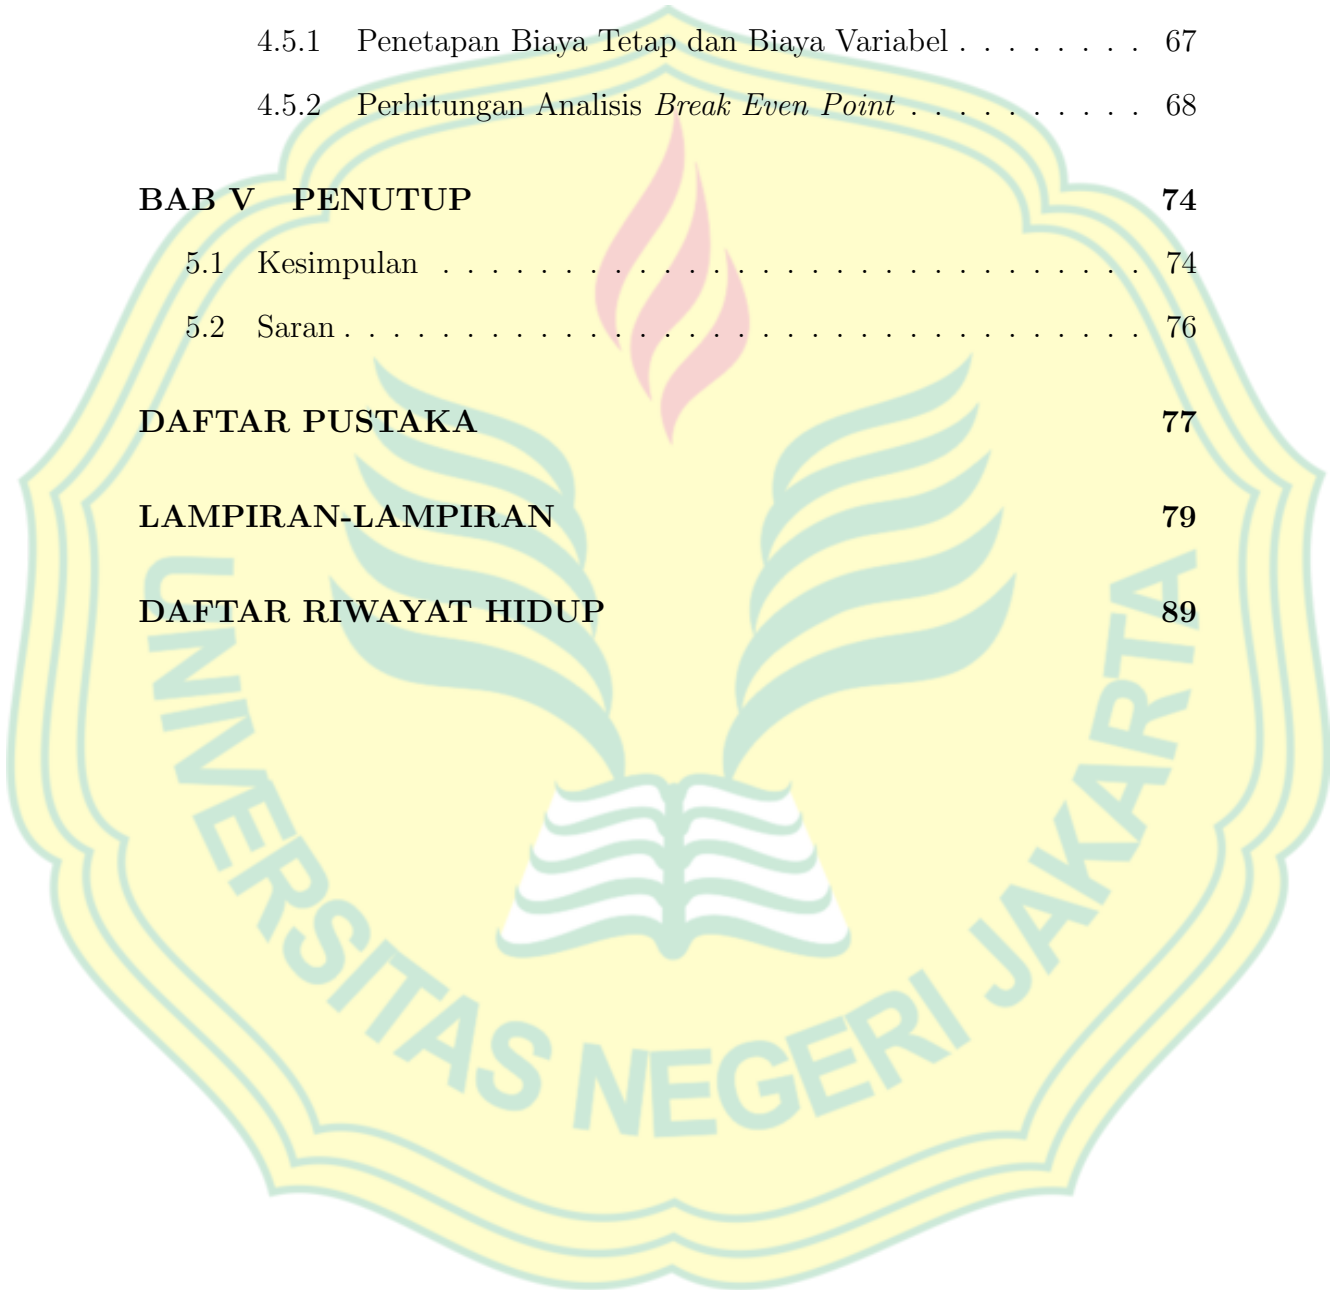 4.5.1 Penetapan Biaya Tetap dan Biaya Variabel . . . . . . . . 67
4.5.2 Perhitungan Analisis Break Even Point . . . . . . . . . . 68
BAB V PENUTUP 74
5.1 Kesimpulan . . . . . . . . . . . . . . . . . . . . . . . . . . . . . 74
5.2 Saran . . . . . . . . . . . . . . . . . . . . . . . . . . . . . . . . . 76
DAFTAR PUSTAKA 77
LAMPIRAN-LAMPIRAN 79
DAFTAR RIWAYAT HIDUP 89
UNIVERSITAS NEGERI JAKARTA